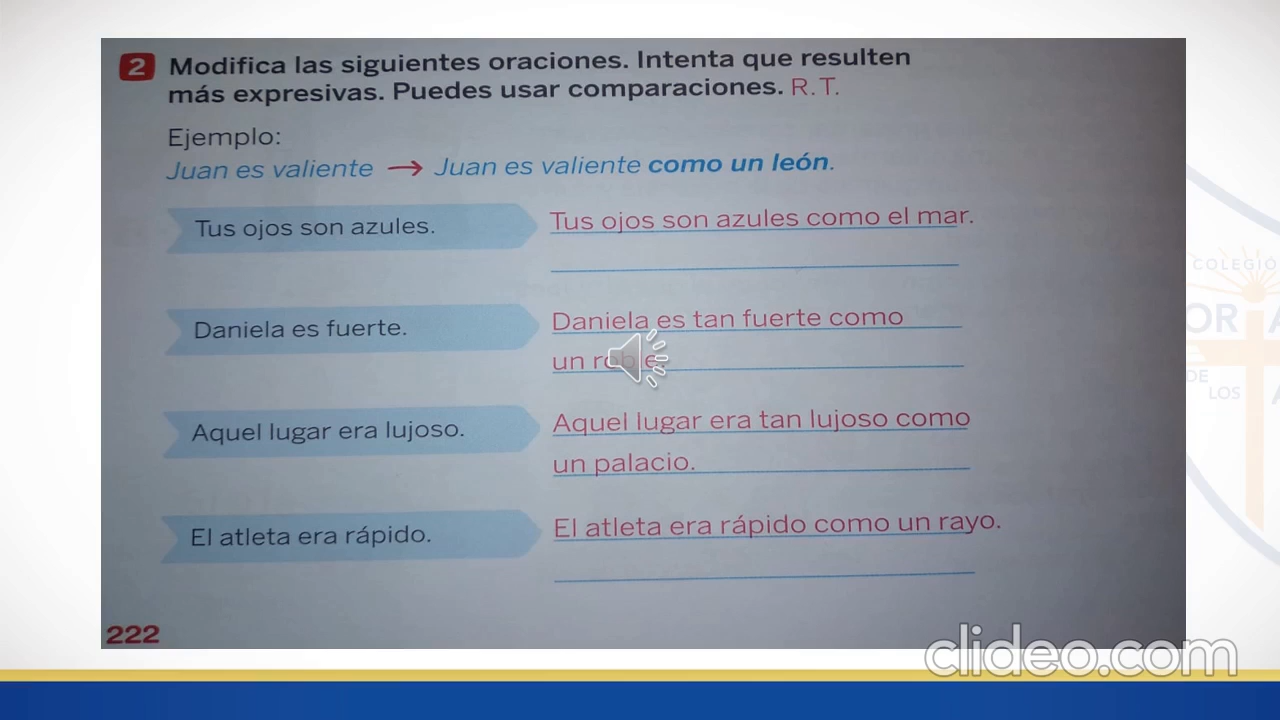 2 Modifica las siguientes oraciones. Intenta que resulten
más expresivas. Puedes usar comparaciones. R.T.
Ejemplo:
Juan es valiente → Juan es valiente como un león.
Tus ojos son azules.
Tus ojos son azules como el mar.
Daniela es fuerte.
Daniela es tan fuerte como
un roble.
Aquel lugar era lujoso.
Aquel lugar era tan lujoso como
un palacio.
El atleta era rápido.
El atleta era rápido como un rayo.
222
COLEGIO
DE
LOS
clideo.com